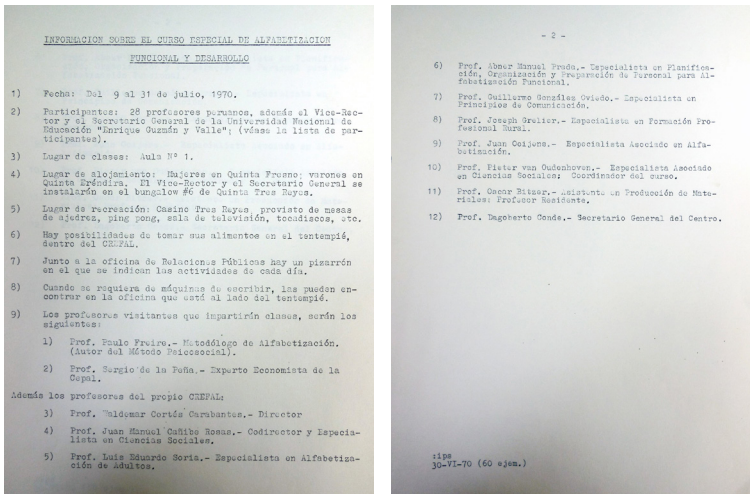 INFORMACION SOBRE EL CURSO ESPECIAL DE ALFABETIZACION
FUNCIONAL Y DESARROLLO
1) Fecha: Del 9 al 31 de julio, 1970.
2) Participantes: 28 profesores peruanos, además el Vice-Rec-
tor y el Secretario General de la Universidad Nacional de
Educación "Enrique Guzmán y Valle"; (véase la lista de par-
ticipantes).
3) Lugar de clases: Aula Nº 1.
4) Lugar de alojamiento: Mujeres en Quinta Fresno; varones en
Quinta Eréndira. El Vice-Rector y el Secretario General se
instalarán en el bungalow #6 de Quinta Tres Reyes.
5) Lugar de recreación: Casino Tres Reyes, provisto de mesas
de ajedrez, ping pong, sala de televisión, tocadiscos, etc.
6) Hay posibilidades de tomar sus alimentos en el tentempié,
dentro del CREFAL.
7) Junto a la oficina de Relaciones Públicas hay un pizarrón
en el que se indican las actividades de cada día.
8) Cuando se requiera de máquinas de escribir, las pueden en-
contrar en la oficina que está al lado del tentempié.
9) Los profesores visitantes que impartirán clases, serán los
siguientes:
1) Prof. Paulo Freire.- Metodólogo de Alfabetización.
(Autor del Método Psicosocial).
2) Prof. Sergio de la Peña.- Experto Economista de la
Cepal.
Además los profesores del propio CREFAL:
3) Prof. Waldemar Cortés Carabantes.- Director
4) Prof. Juan Manuel Cañibe Rosas.- Codirector y Especia-
lista en Ciencias Sociales.
5) Prof. Luis Eduardo Soria.- Especialista en Alfabetiza-
ción de Adultos.
- 2 -
6) Prof. Abner Manuel Prada.- Especialista en Planifica-
ción, Organización y Preparación de Personal para Al-
fabetización Funcional.
7) Prof. Guillermo González Oviedo.- Especialista en
Principios de Comunicación.
8) Prof. Joseph Grelier.- Especialista en Formación Pro-
fesional Rural.
9) Prof. Juan Ooijens.- Especialista Asociado en Alfa-
betización.
10) Prof. Pieter van Oudenhoven.- Especialista Asociado
en Ciencias Sociales; Coordinador del curso.
11) Prof. Oscar Bitzer.- Asistente en Producción de Mate-
riales: Profesor Residente.
12) Prof. Dagoberto Conde.- Secretario General del Centro.
:ips
30-VI-70 (60 ejem.)